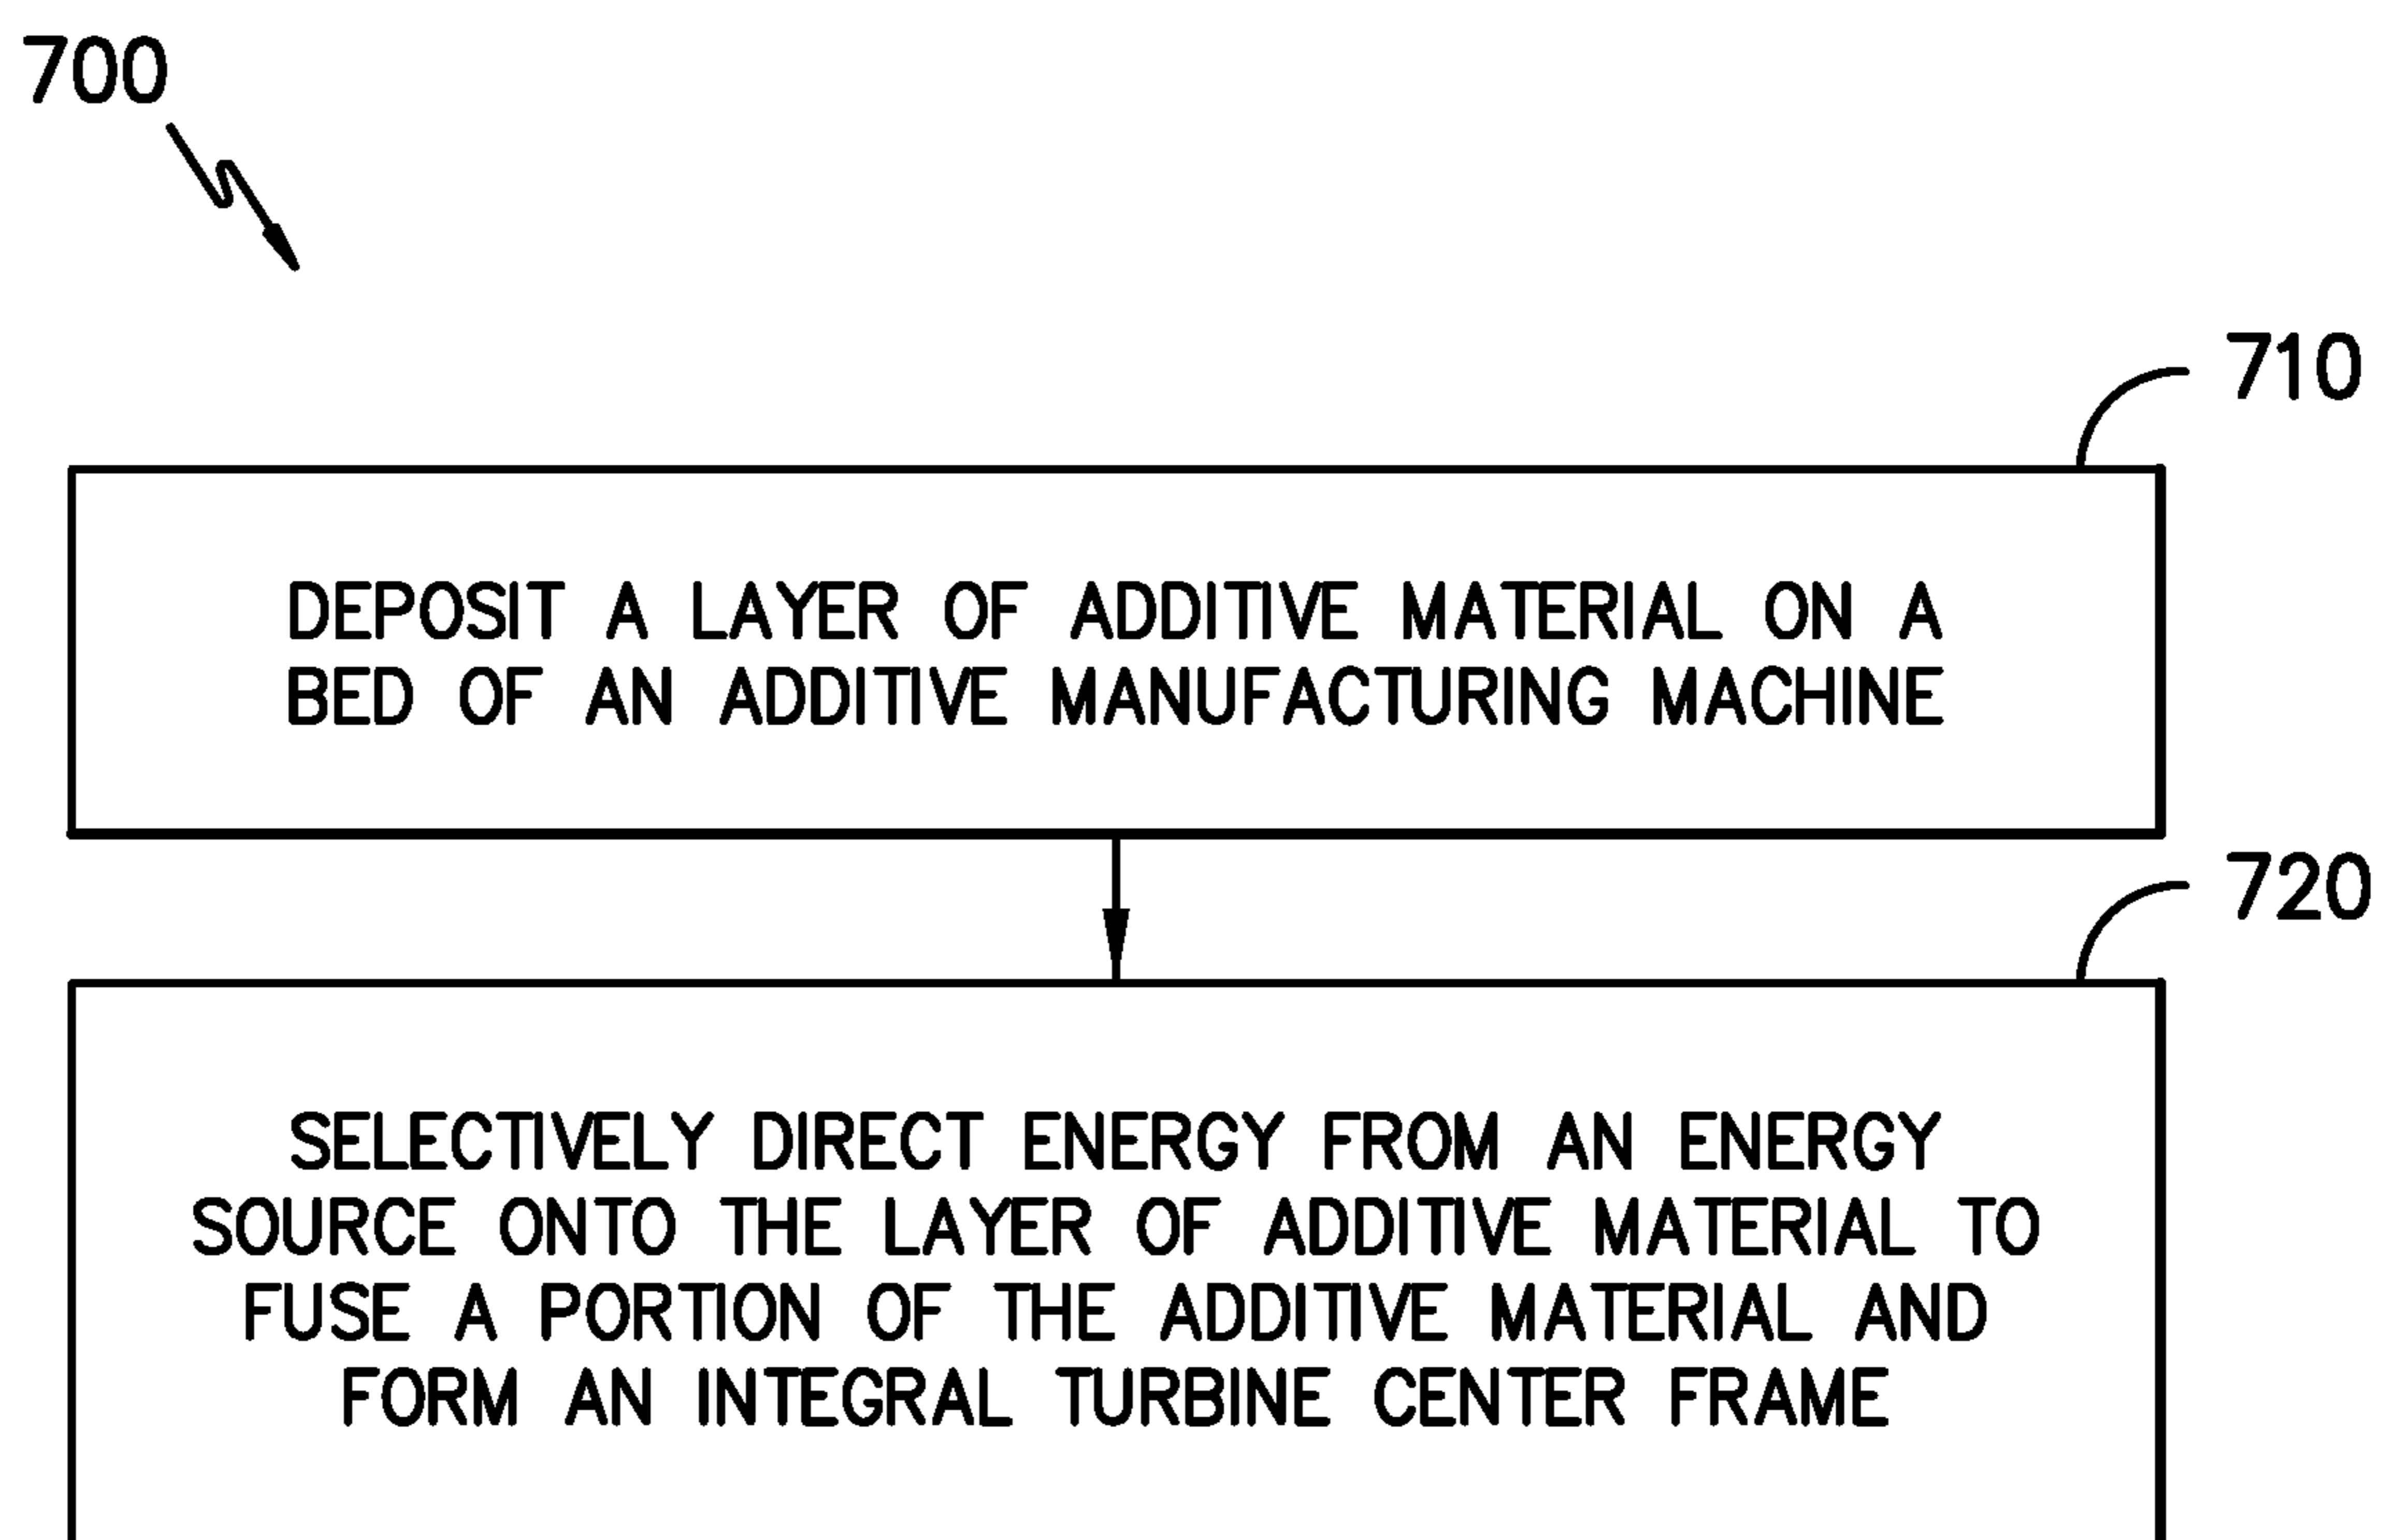 700
710
DEPOSIT A LAYER OF ADDITIVE MATERIAL ON A
BED OF AN ADDITIVE MANUFACTURING MACHINE
720
SELECTIVELY DIRECT ENERGY FROM AN ENERGY
SOURCE ONTO THE LAYER OF ADDITIVE MATERIAL TO
FUSE A PORTION OF THE ADDITIVE MATERIAL AND
FORM AN INTEGRAL TURBINE CENTER FRAME